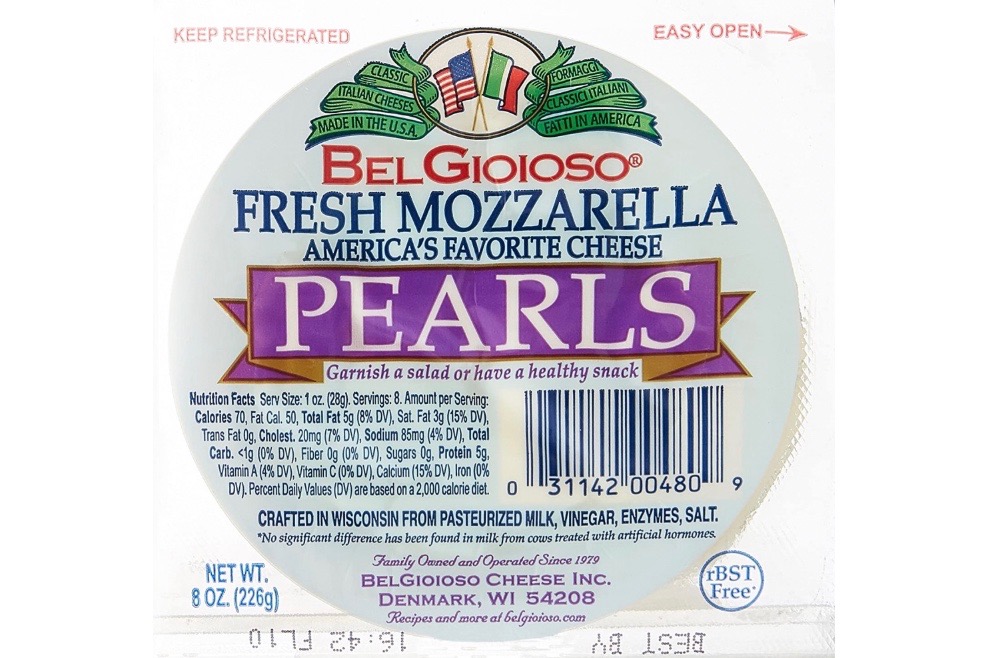 KEEP REFRIGERATED
EASY OPEN
CLASSIC
ITALIAN CHEESES
MADE IN THE U.S.A.
FORMAGGI
CLASSICI ITALIANI
FATTI IN AMERICA
BELGIOIOSO®
FRESH MOZZARELLA
AMERICA'S FAVORITE CHEESE
PEARLS
Garnish a salad or have a healthy snack
Nutrition Facts Serv Size: 1 oz. (28g). Servings: 8. Amount per Serving:
Calories 70, Fat Cal. 50, Total Fat 5g (8% DV), Sat. Fat 3g (15% DV),
Trans Fat 0g, Cholest. 20mg (7% DV), Sodium 85mg (4% DV), Total
Carb. <1g (0% DV), Fiber 0g (0% DV), Sugars 0g, Protein 5g,
Vitamin A (4% DV), Vitamin C (0% DV), Calcium (15% DV), Iron (0%
DV). Percent Daily Values (DV) are based on a 2,000 calorie diet.
0 31142 00480 9
CRAFTED IN WISCONSIN FROM PASTEURIZED MILK, VINEGAR, ENZYMES, SALT.
*No significant difference has been found in milk from cows treated with artificial hormones.
Family Owned and Operated Since 1979
BELGIOIOSO CHEESE INC.
DENMARK, WI 54208
Recipes and more at belgioioso.com
NET WT.
8 OZ. (226g)
rBST
Free*
BEST BY 16:42 FL10